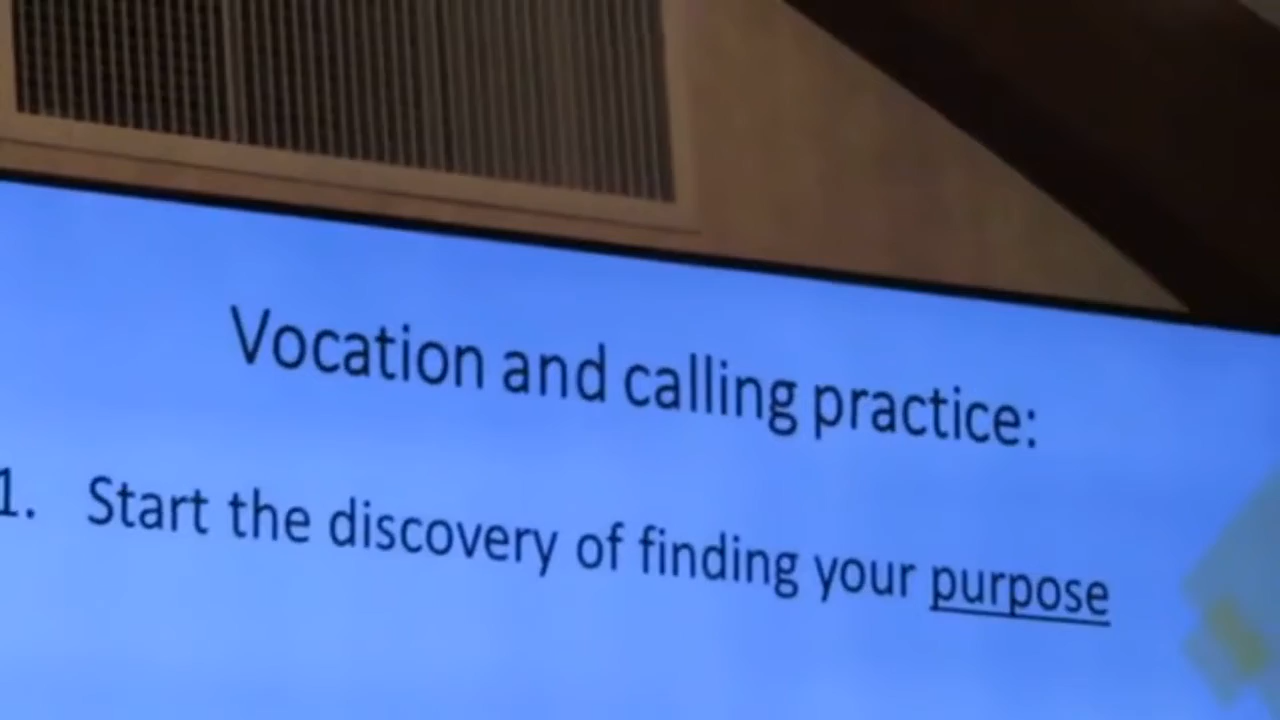 Vocation and calling practice:
1. Start the discovery of finding your purpose